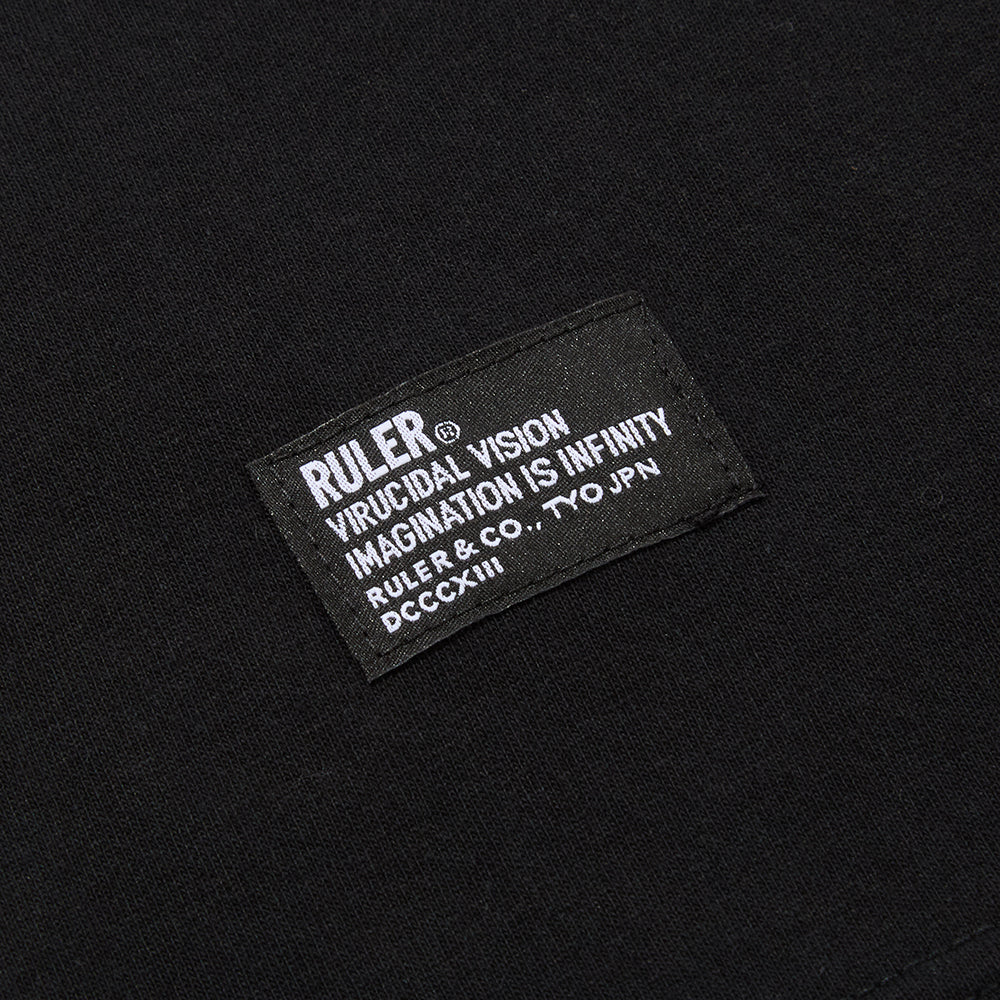 RULER®
VIRUCIDAL VISION
IMAGINATION IS INFINITY
RULER & CO., TYO JPN
DCCCXIII